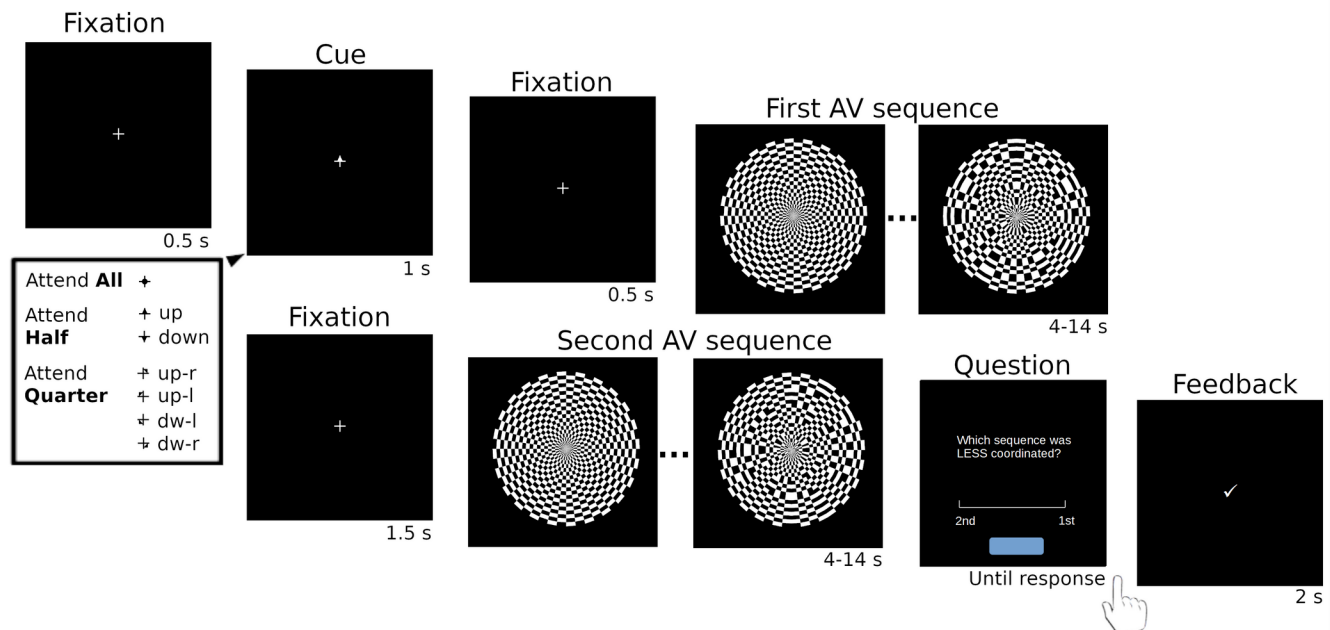 Fixation
0.5 s
Cue
1 s
Fixation
0.5 s
First AV sequence
...
4-14 s
Attend All
Attend
Half
up
down
Attend
Quarter
up-r
up-l
dw-l
dw-r
Fixation
1.5 s
Second AV sequence
...
4-14 s
Question
Which sequence was
LESS coordinated?
2nd 1st
Until response
Feedback
2 s